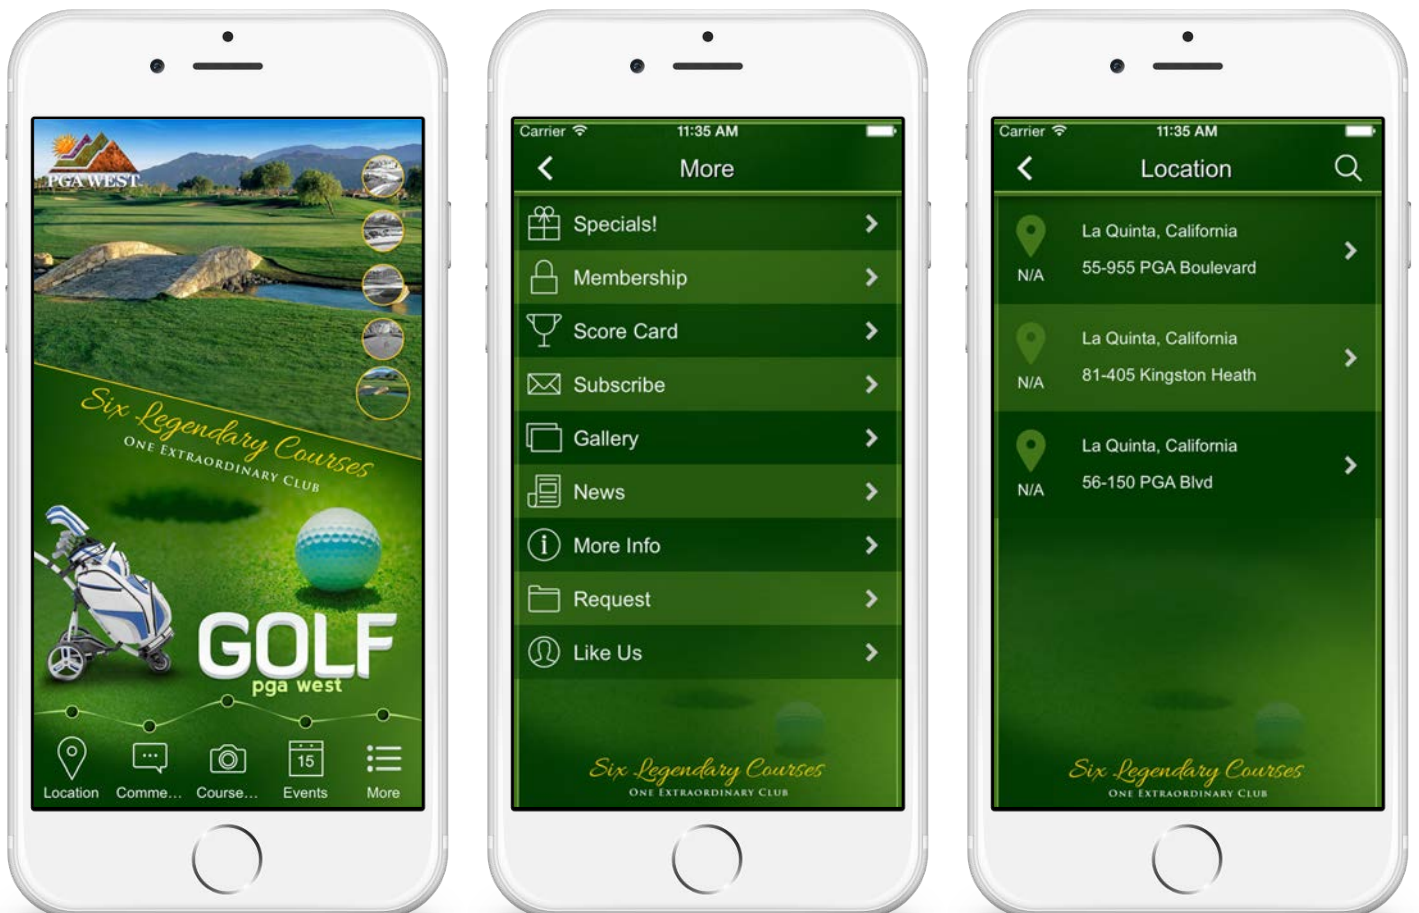 PGA WEST
Six Legendary Courses
ONE EXTRAORDINARY CLUB
GOLF
pga west
15
Location
Comme...
Course...
Events
More
Carrier
11:35 AM
More
Specials!
Membership
Score Card
Subscribe
Gallery
News
More Info
Request
Like Us
Six Legendary Courses
ONE EXTRAORDINARY CLUB
Carrier
11:35 AM
Location
La Quinta, California
55-955 PGA Boulevard
N/A
La Quinta, California
81-405 Kingston Heath
N/A
La Quinta, California
56-150 PGA Blvd
N/A
Six Legendary Courses
ONE EXTRAORDINARY CLUB